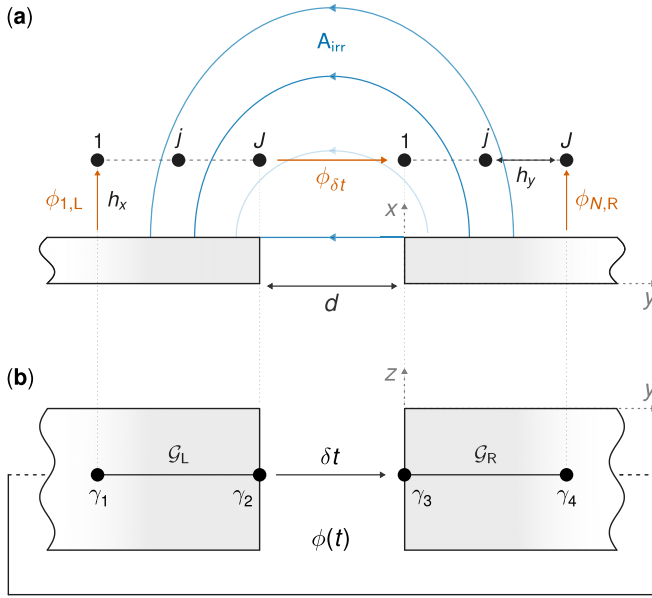 (a)
A_irr
1 j J 1 j J
ϕ_1,L h_x ϕ_δt h_y ϕ_N,R
x
d
y
(b)
z y
𝒢_L δt 𝒢_R
γ_1 γ_2 γ_3 γ_4
ϕ(t)